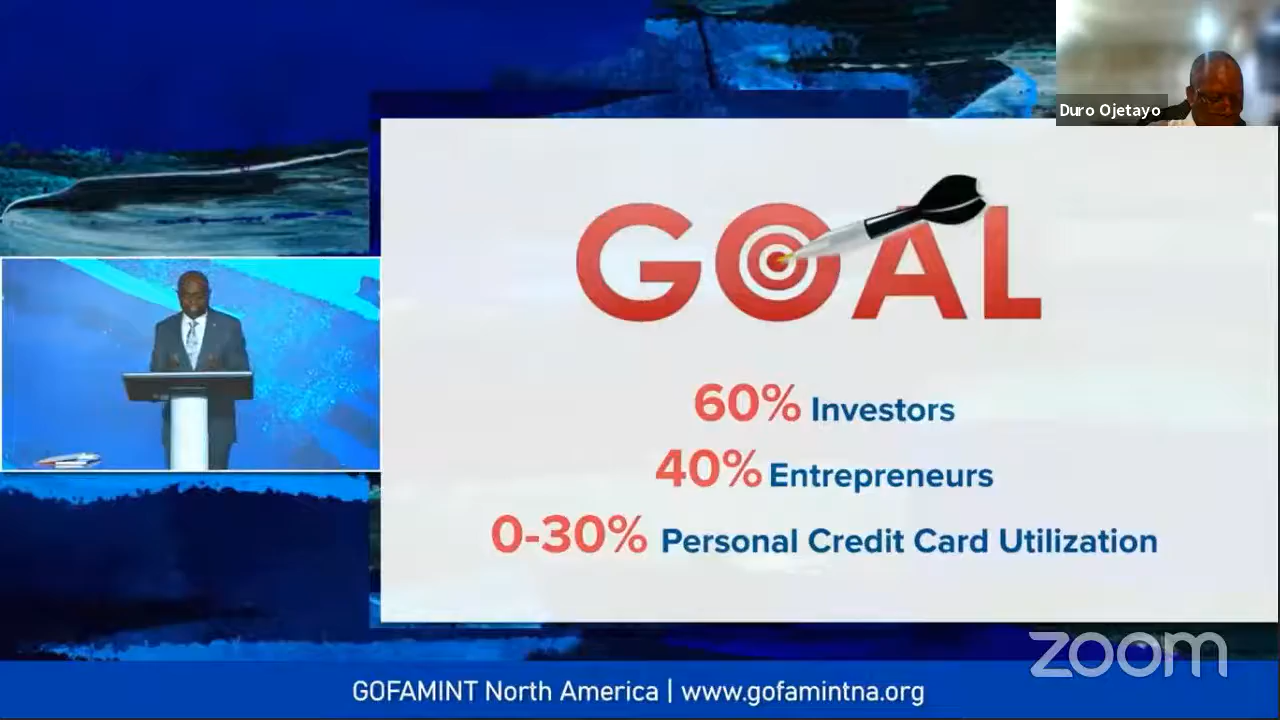 Duro Ojetayo
GOAL
60% Investors
40% Entrepreneurs
0-30% Personal Credit Card Utilization
zoom
GOFAMINT North America | www.gofamintna.org